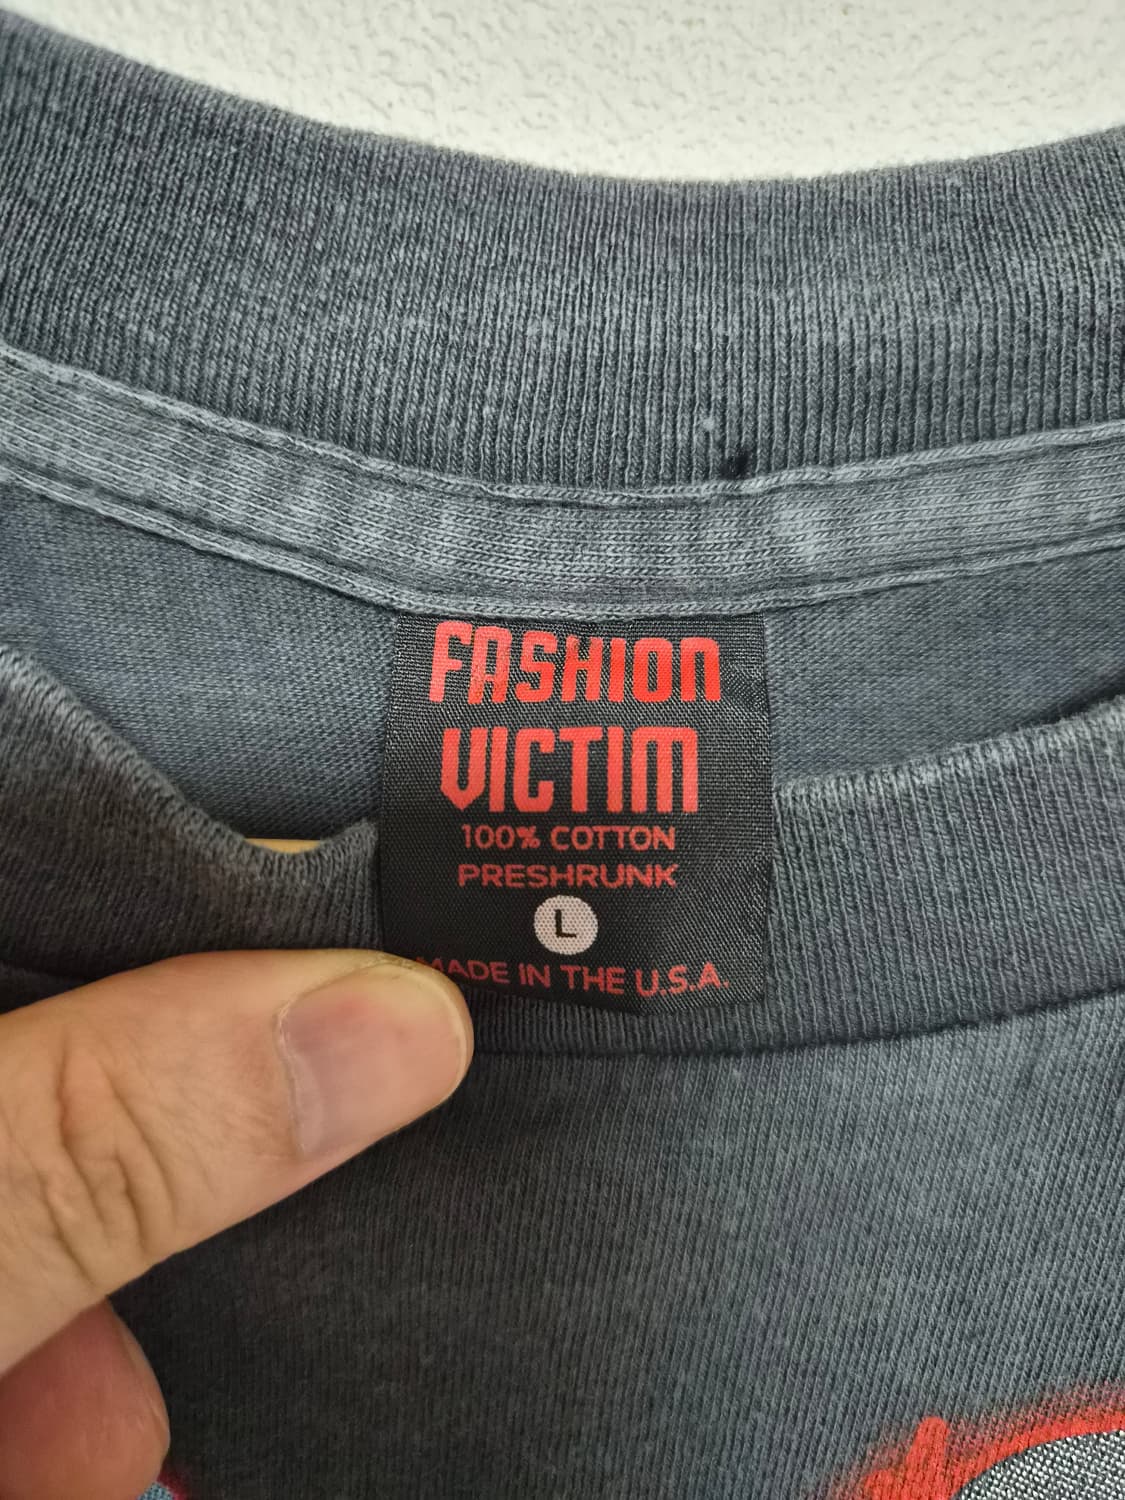 FASHION
VICTIM
100% COTTON
PRESHRUNK
L
MADE IN THE U.S.A.